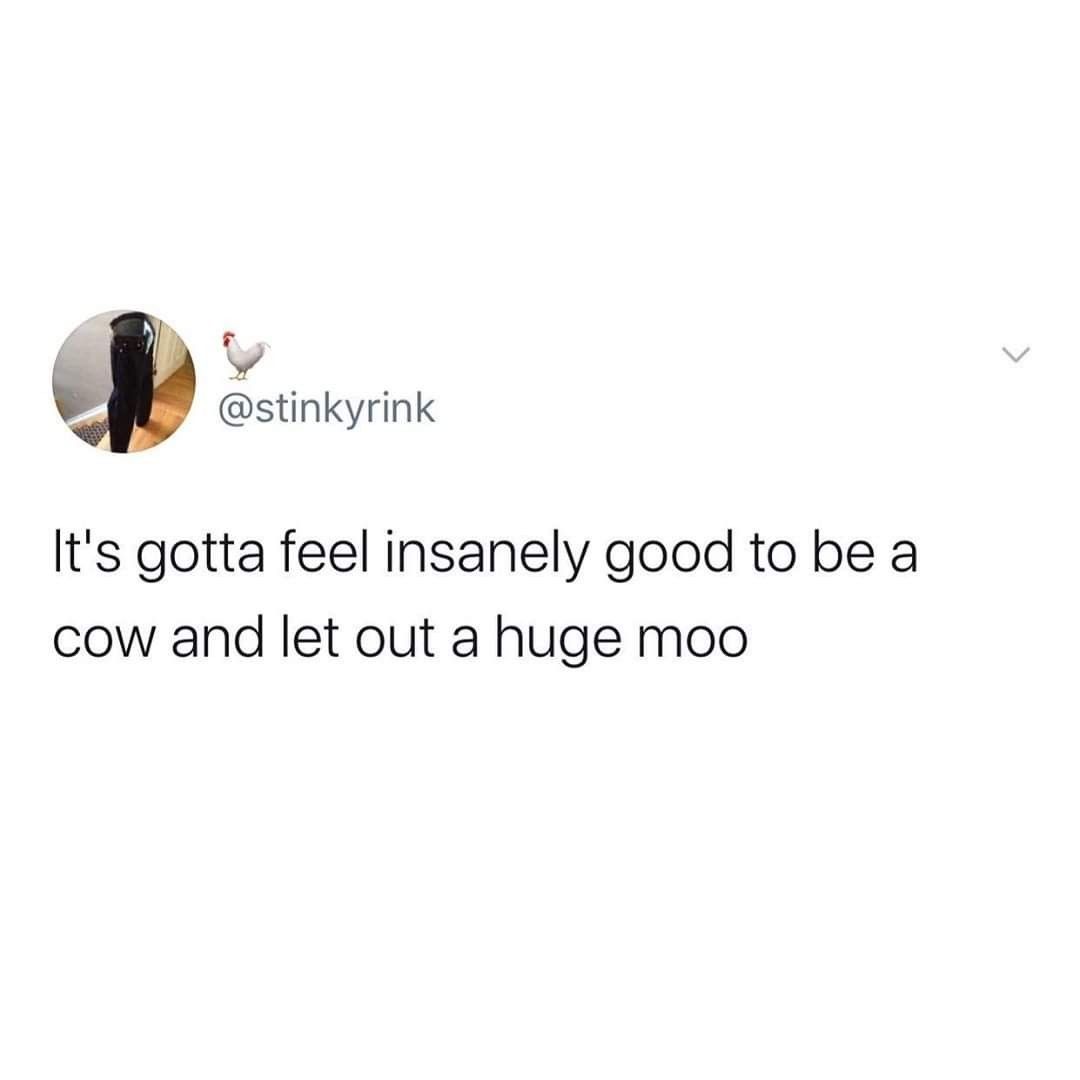 🐓
@stinkyrink
It's gotta feel insanely good to be a
cow and let out a huge moo